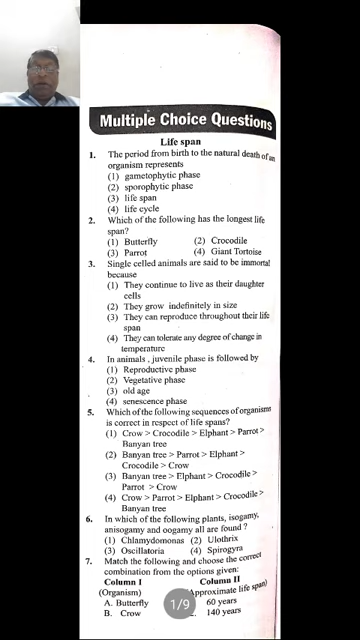 Multiple Choice Questions
Life span
1. The period from birth to the natural death of an
organism represents
(1) gametophytic phase
(2) sporophytic phase
(3) life span
(4) life cycle
2. Which of the following has the longest life
span?
(1) Butterfly (2) Crocodile
(3) Parrot (4) Giant Tortoise
3. Single celled animals are said to be immortal
because
(1) They continue to live as their daughter
cells
(2) They grow indefinitely in size
(3) They can reproduce throughout their life
span
(4) They can tolerate any degree of change in
temperature
4. In animals , juvenile phase is followed by
(1) Reproductive phase
(2) Vegetative phase
(3) old age
(4) senescence phase
5. Which of the following sequences of organisms
is correct in respect of life spans?
(1) Crow > Crocodile > Elphant > Parrot >
Banyan tree
(2) Banyan tree > Parrot > Elphant >
Crocodile > Crow
(3) Banyan tree > Elphant > Crocodile >
Parrot > Crow
(4) Crow > Parrot > Elphant > Crocodile >
Banyan tree
6. In which of the following plants, isogamy,
anisogamy and oogamy all are found ?
(1) Chlamydomonas (2) Ulothrix
(3) Oscillatoria (4) Spirogyra
7. Match the following and choose the correct
combination from the options given:
Column I Column II
(Organism) Approximate life span)
A. Butterfly 60 years
B. Crow 140 years
1/9